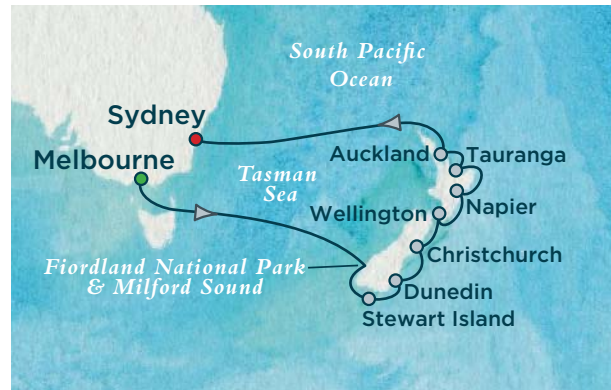 South Pacific
Ocean
Sydney
Melbourne
Tasman
Sea
Auckland
Tauranga
Wellington
Napier
Christchurch
Fiordland National Park
& Milford Sound
Dunedin
Stewart Island